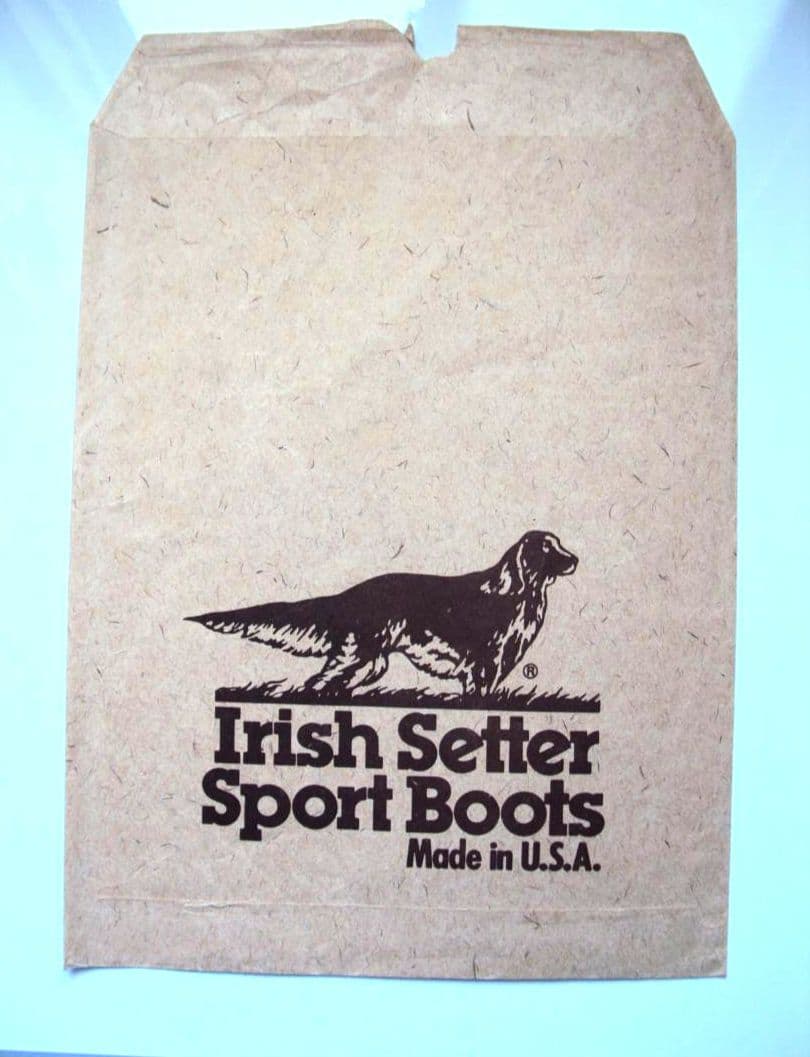 ®
Irish Setter
Sport Boots
Made in U.S.A.